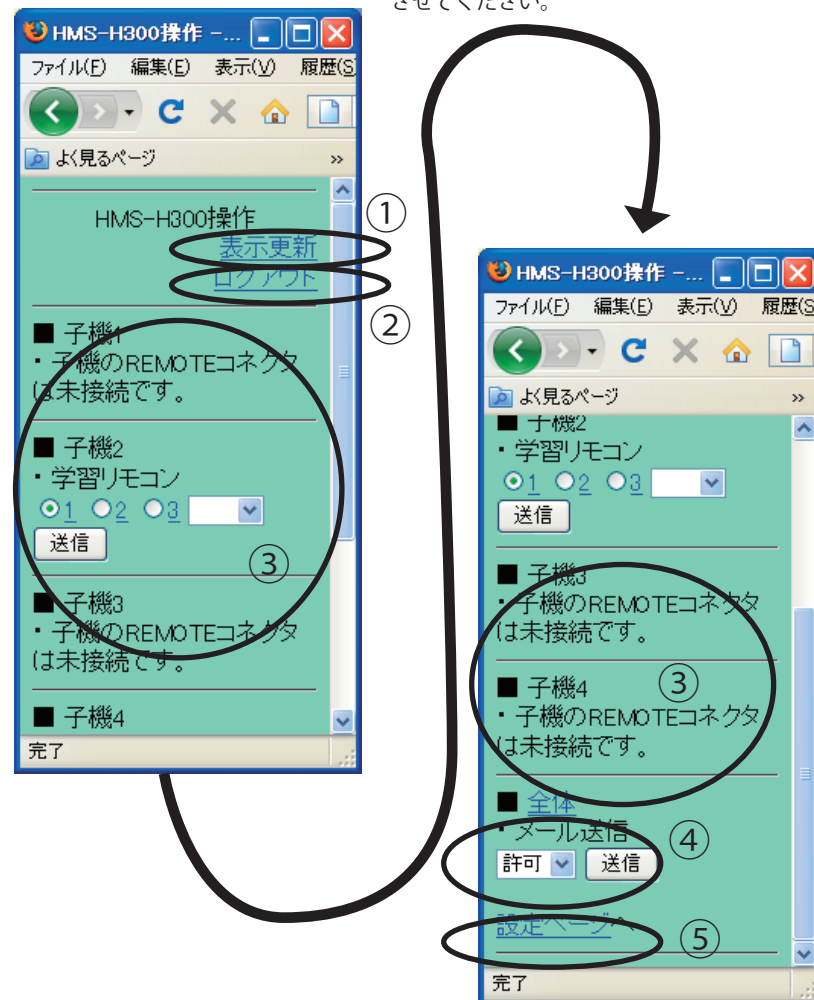 させてください。
HMS-H300操作 -...
ファイル(F) 編集(E) 表示(V) 履歴(S
よく見るページ »
HMS-H300操作
①
表示更新
ログアウト
②
■ 子機1
・子機のREMOTEコネクタ
は未接続です。
■ 子機2
・学習リモコン
1 2 3
送信
③
■ 子機3
・子機のREMOTEコネクタ
は未接続です。
■ 子機4
完了
HMS-H300操作 -...
ファイル(F) 編集(E) 表示(V) 履歴(S
よく見るページ »
■ 子機2
・学習リモコン
1 2 3
送信
■ 子機3
・子機のREMOTEコネクタ
は未接続です。
■ 子機4
③
・子機のREMOTEコネクタ
は未接続です。
■ 全体
・メール送信
④
許可 送信
設定ページへ
⑤
完了